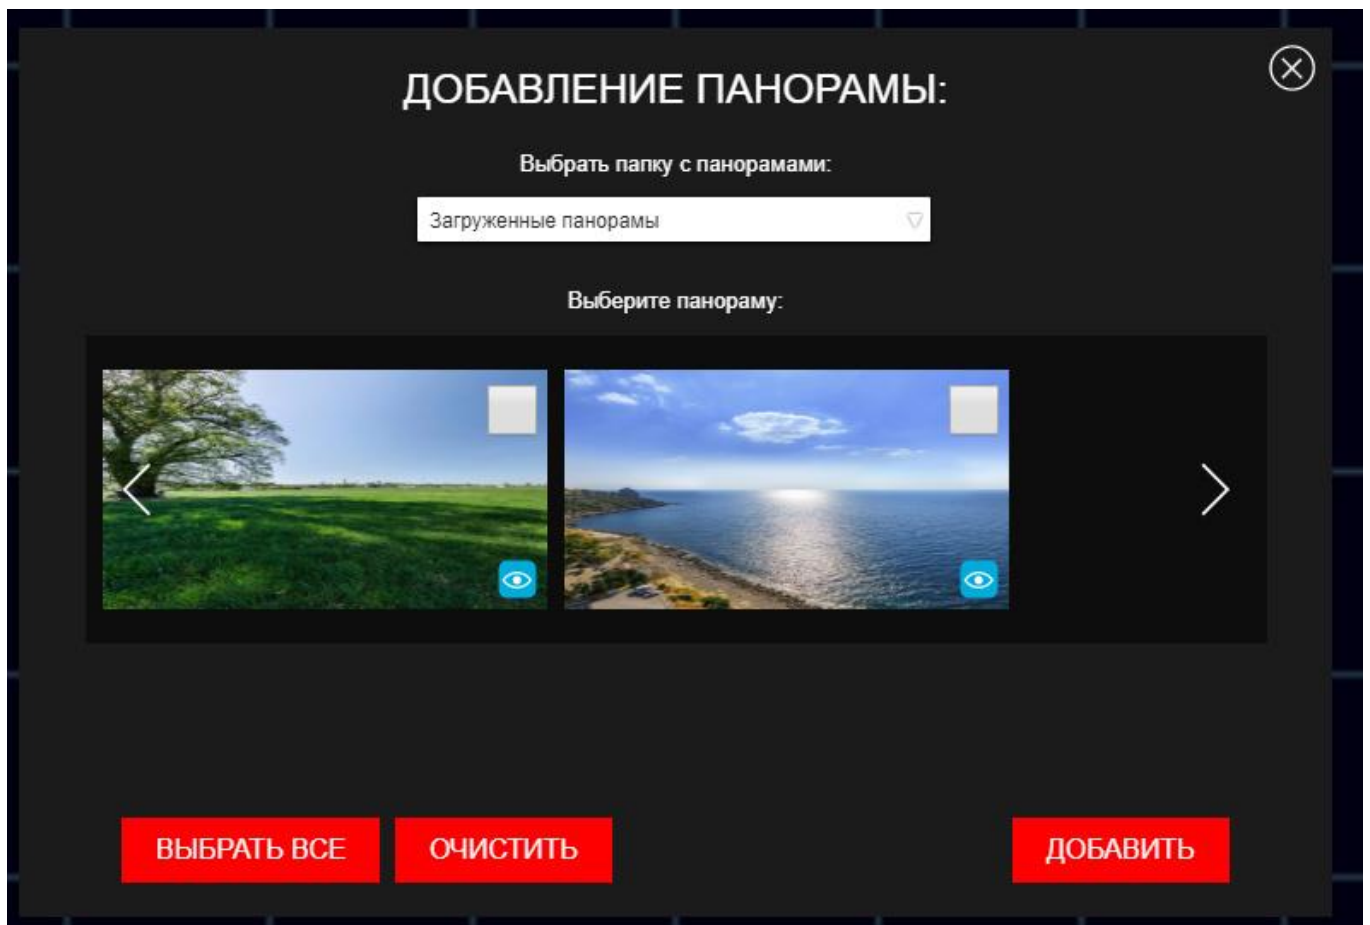 ДОБАВЛЕНИЕ ПАНОРАМЫ:
Выбрать папку с панорамами:
Загруженные панорамы
Выберите панораму:
ВЫБРАТЬ ВСЕ
ОЧИСТИТЬ
ДОБАВИТЬ